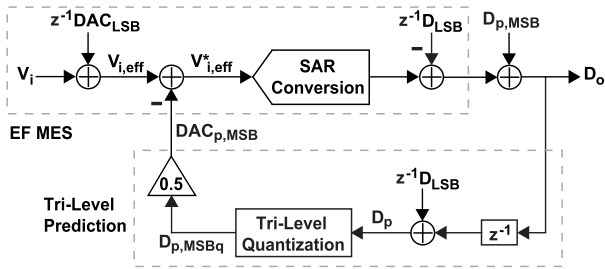 z⁻¹DAC_LSB
z⁻¹D_LSB
D_p,MSB
V_i
V_i,eff
V*_i,eff
SAR
Conversion
D_o
EF MES
DAC_p,MSB
0.5
z⁻¹D_LSB
Tri-Level
Prediction
Tri-Level
Quantization
D_p
z⁻¹
D_p,MSBq